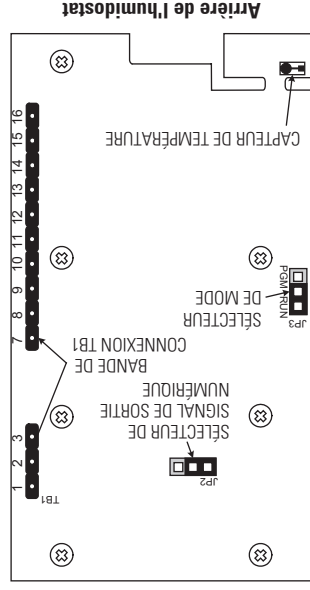 TB1
1 2 3
JP2
SÉLECTEUR DE
SIGNAL DE SORTIE
NUMÉRIQUE
BANDE DE
CONNEXION TB1
7 8 9 10 11 12 13 14 15 16
JP3
SÉLECTEUR
DE MODE
PGM RUN
CAPTEUR DE TEMPÉRATURE
Arrière de l'humidostat